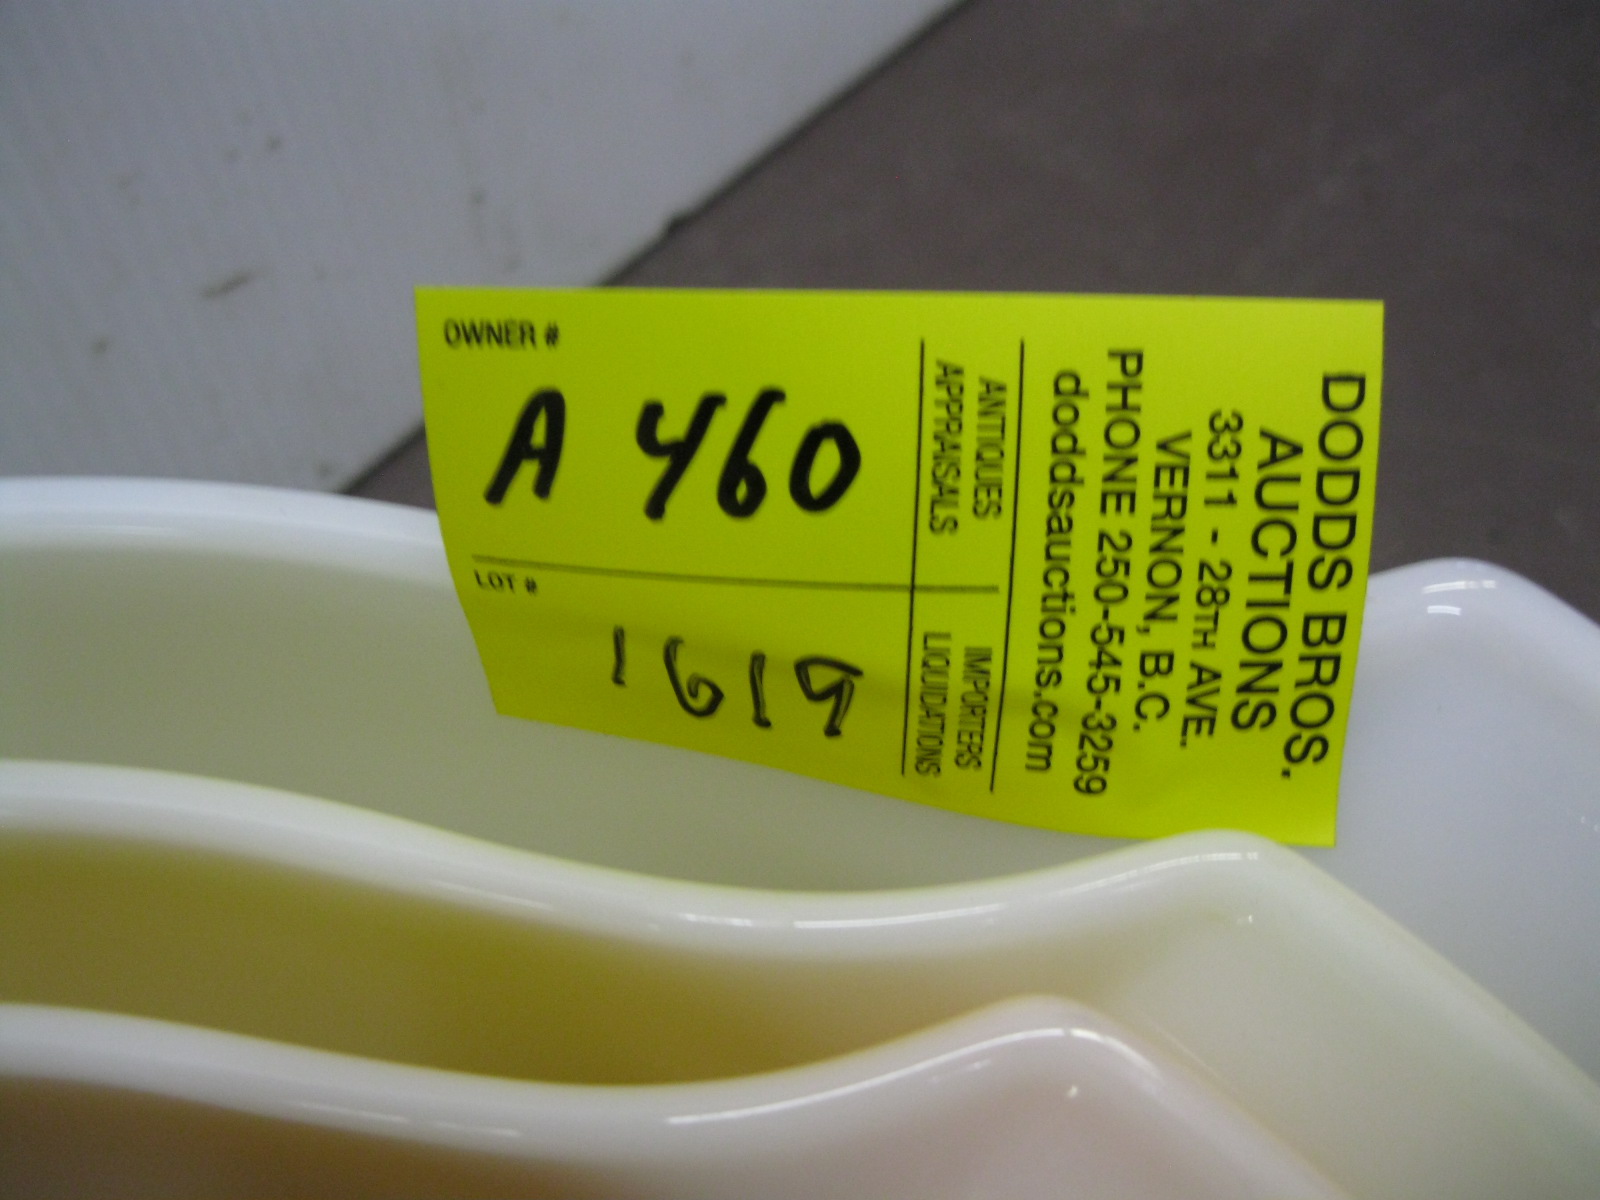 DODDS BROS.
AUCTIONS
3311 - 28TH AVE.
VERNON, B.C.
PHONE 250-545-3259
doddsauctions.com
ANTIQUES IMPORTERS
APPRAISALS LIQUIDATIONS
OWNER #
A 460
LOT #